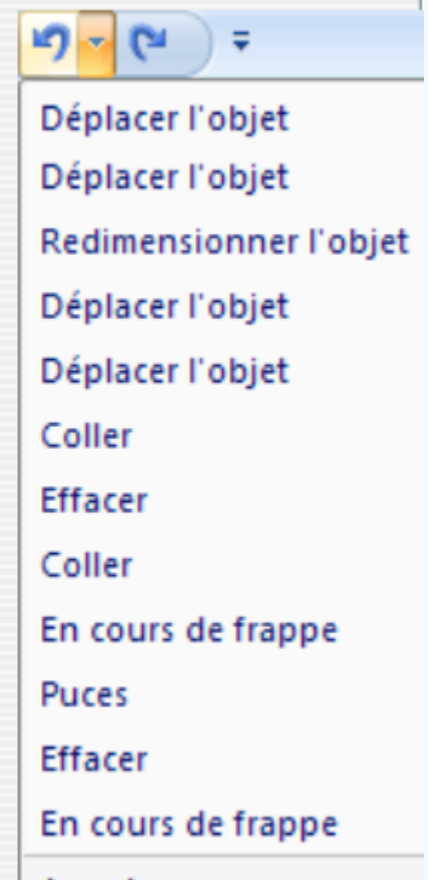 Déplacer l'objet
Déplacer l'objet
Redimensionner l'objet
Déplacer l'objet
Déplacer l'objet
Coller
Effacer
Coller
En cours de frappe
Puces
Effacer
En cours de frappe